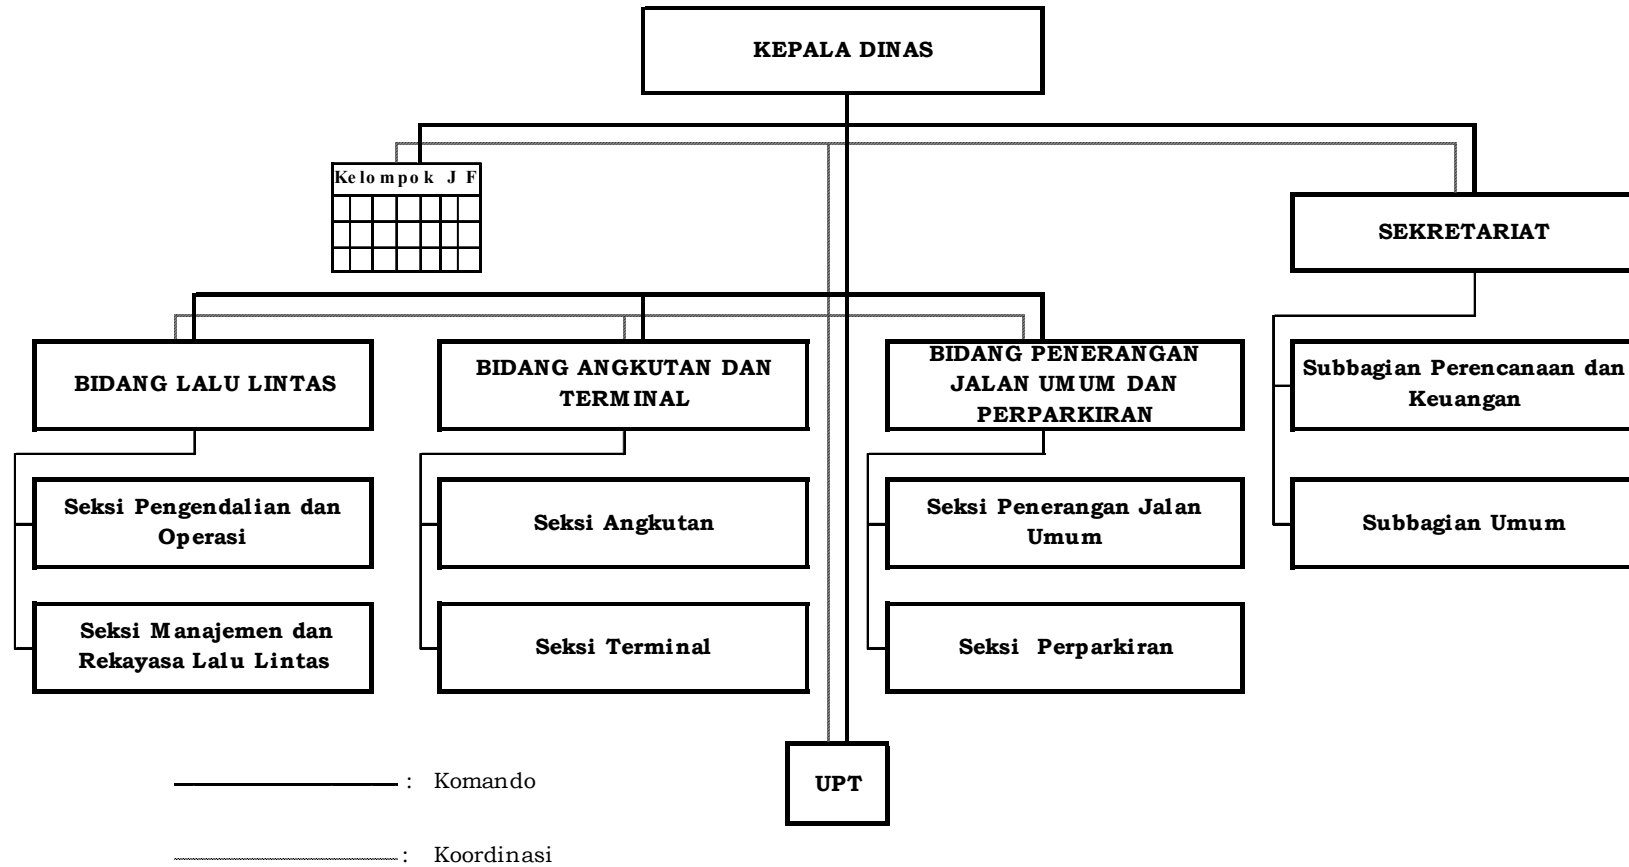 KEPALA DINAS
Kelompok J F
SEKRETARIAT
BIDANG LALU LINTAS
BIDANG ANGKUTAN DAN
TERMINAL
BIDANG PENERANGAN
JALAN UMUM DAN
PERPARKIRAN
Subbagian Perencanaan dan
Keuangan
Seksi Pengendalian dan
Operasi
Seksi Angkutan
Seksi Penerangan Jalan
Umum
Subbagian Umum
Seksi Manajemen dan
Rekayasa Lalu Lintas
Seksi Terminal
Seksi Perparkiran
UPT
: Komando
: Koordinasi